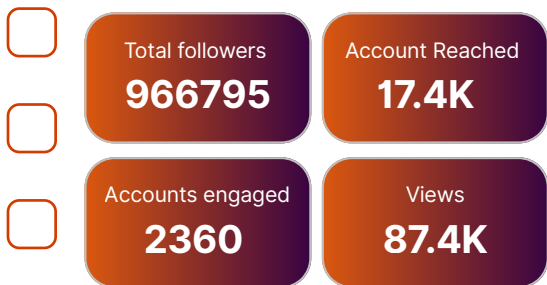 Total followers
966795
Account Reached
17.4K
Accounts engaged
2360
Views
87.4K